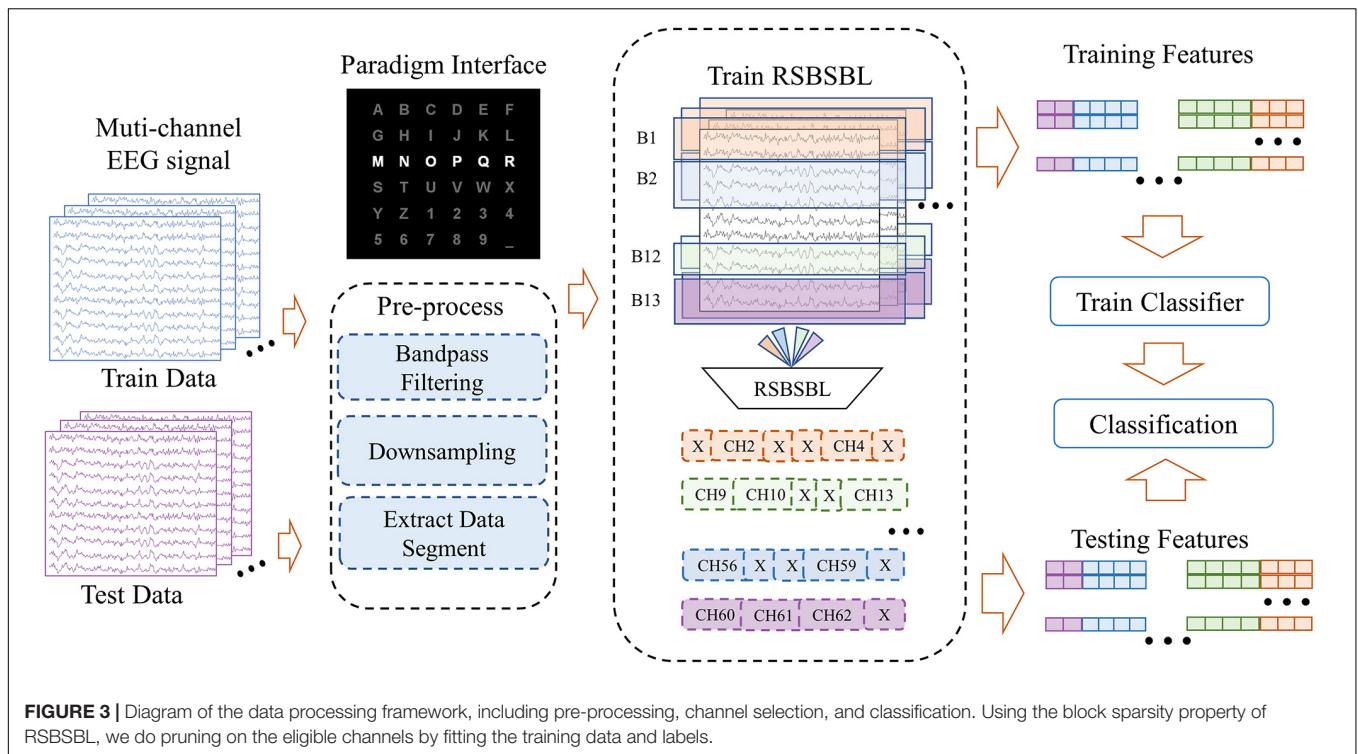 Muti-channel
EEG signal
Train Data
Test Data
Paradigm Interface
A B C D E F
G H I J K L
M N O P Q R
S T U V W X
Y Z 1 2 3 4
5 6 7 8 9 _
Pre-process
Bandpass
Filtering
Downsampling
Extract Data
Segment
Train RSBSBL
B1
B2
B12
B13
RSBSBL
X CH2 X X CH4 X
CH9 CH10 X X CH13
CH56 X X CH59 X
CH60 CH61 CH62 X
Training Features
Train Classifier
Classification
Testing Features
FIGURE 3 | Diagram of the data processing framework, including pre-processing, channel selection, and classification. Using the block sparsity property of
RSBSBL, we do pruning on the eligible channels by fitting the training data and labels.